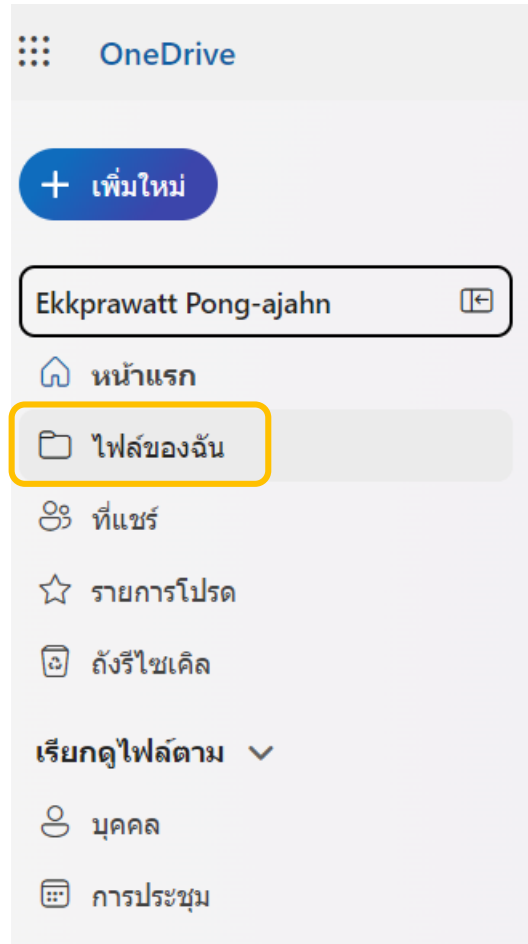 OneDrive
เพิ่มใหม่
Ekkprawatt Pong-ajahn
หน้าแรก
ไฟล์ของฉัน
ที่แชร์
รายการโปรด
ถังรีไซเคิล
เรียกดูไฟล์ตาม
บุคคล
การประชุม